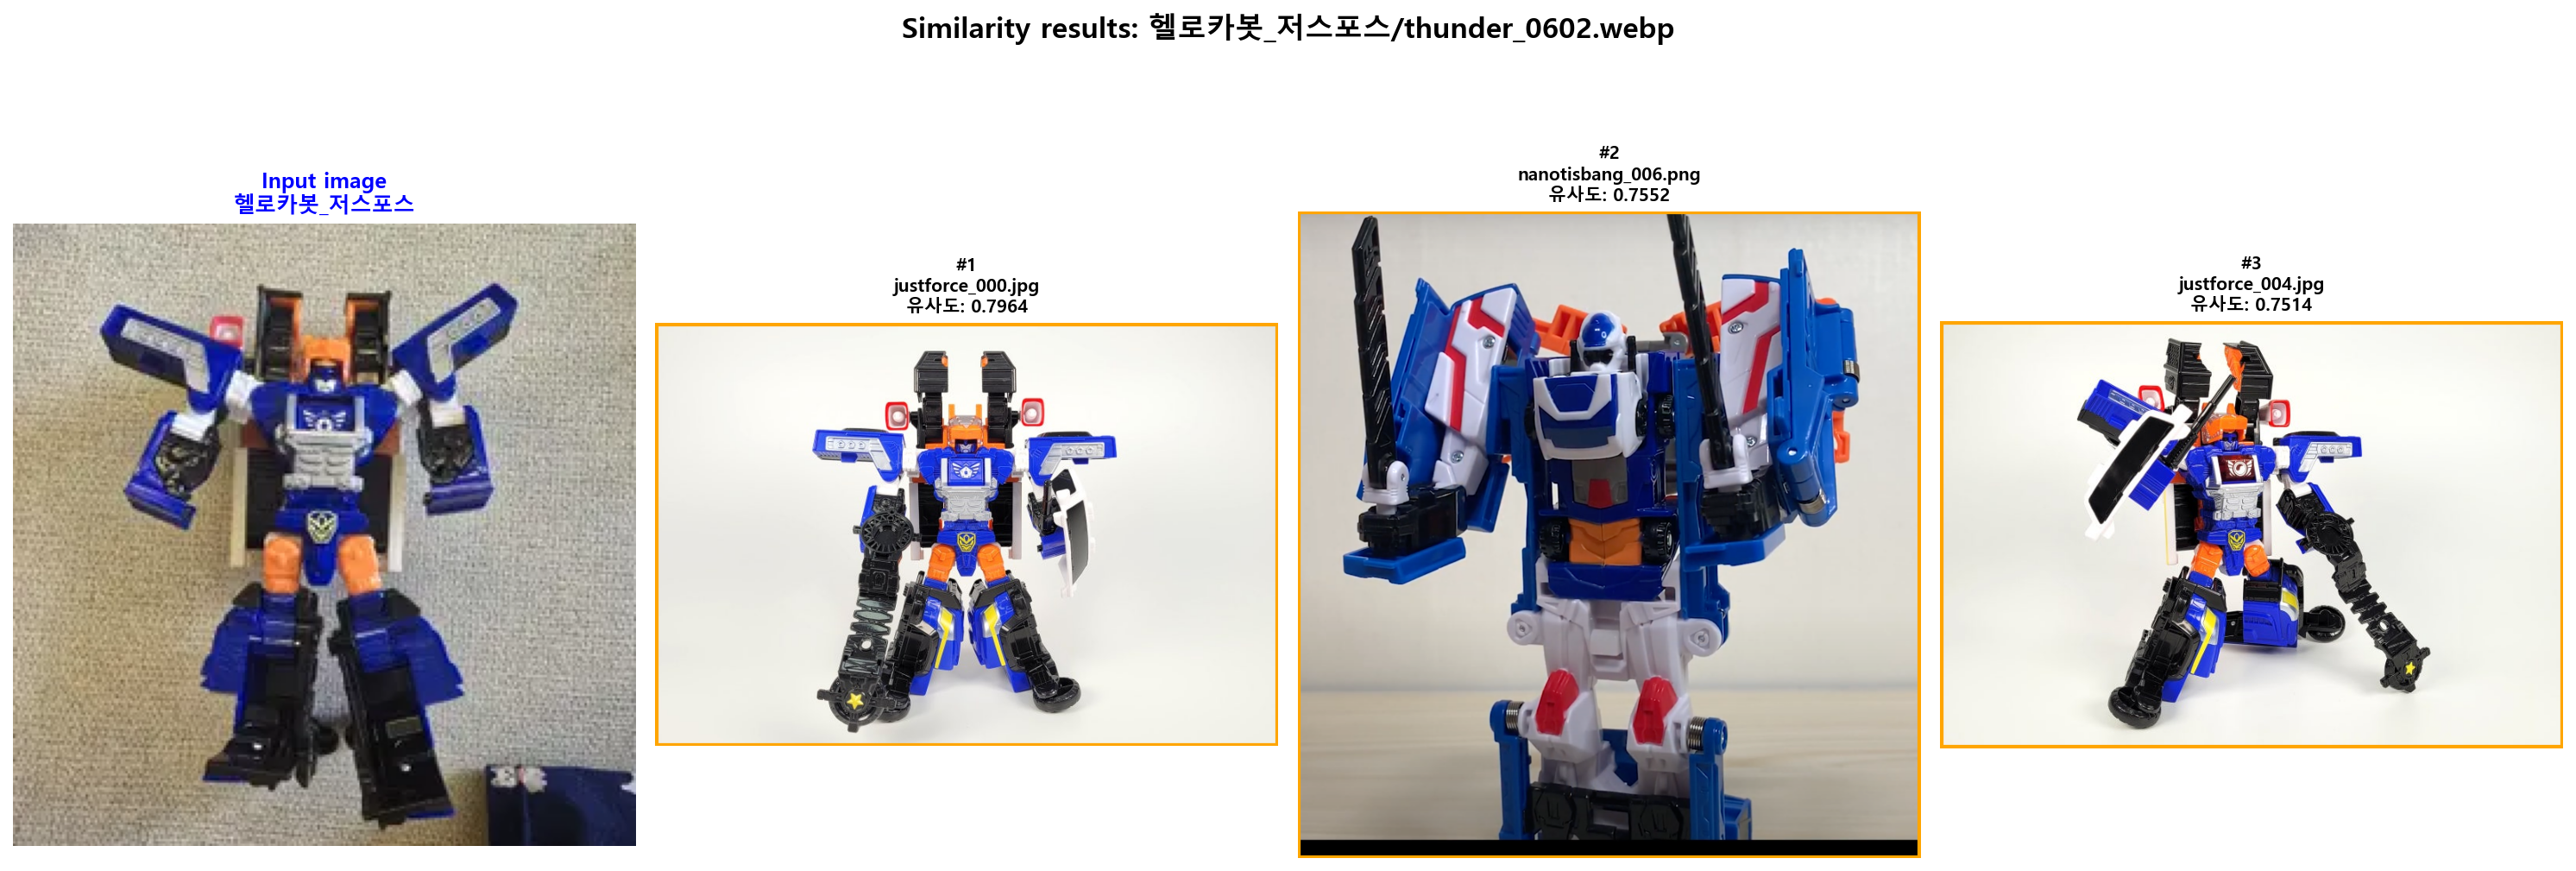 Similarity results: 헬로카봇_저스포스/thunder_0602.webp
Input image
헬로카봇_저스포스
#1
justforce_000.jpg
유사도: 0.7964
#2
nanotisbang_006.png
유사도: 0.7552
#3
justforce_004.jpg
유사도: 0.7514